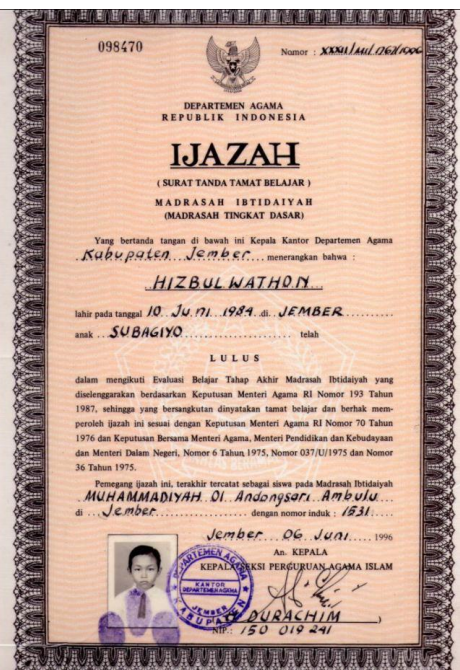 098470
Nomor :
DEPARTEMEN AGAMA
REPUBLIK INDONESIA
IJAZAH
( SURAT TANDA TAMAT BELAJAR )
MADRASAH IBTIDAIYAH
(MADRASAH TINGKAT DASAR)
Yang bertanda tangan di bawah ini Kepala Kantor Departemen Agama
Kabupaten Jember menerangkan bahwa :
HIZBUL WATHON
lahir pada tanggal 10 Juni 1984 di JEMBER
anak SUBAGIYO telah
LULUS
dalam mengikuti Evaluasi Belajar Tahap Akhir Madrasah Ibtidaiyah yang
diselenggarakan berdasarkan Keputusan Menteri Agama RI Nomor 193 Tahun
1987, sehingga yang bersangkutan dinyatakan tamat belajar dan berhak mem-
peroleh ijazah ini sesuai dengan Keputusan Menteri Agama RI Nomor 70 Tahun
1976 dan Keputusan Bersama Menteri Agama, Menteri Pendidikan dan Kebudayaan
dan Menteri Dalam Negeri, Nomor 6 Tahun 1975, Nomor 037/U/1975 dan Nomor
36 Tahun 1975.
Pemegang ijazah ini, terakhir tercatat sebagai siswa pada Madrasah Ibtidaiyah
MUHAMMADIYAH 01 Andongsari Ambulu
di Jember dengan nomor induk : 1531
Jember 06 Juni 1996
An. KEPALA
KEPALA SEKSI PERGURUAN AGAMA ISLAM
DEPARTEMEN AGAMA
KANTOR
DEPARTEMEN AGAMA
JEMBER
KABUPATEN
DURACHIM
NIP.: 150 019 241